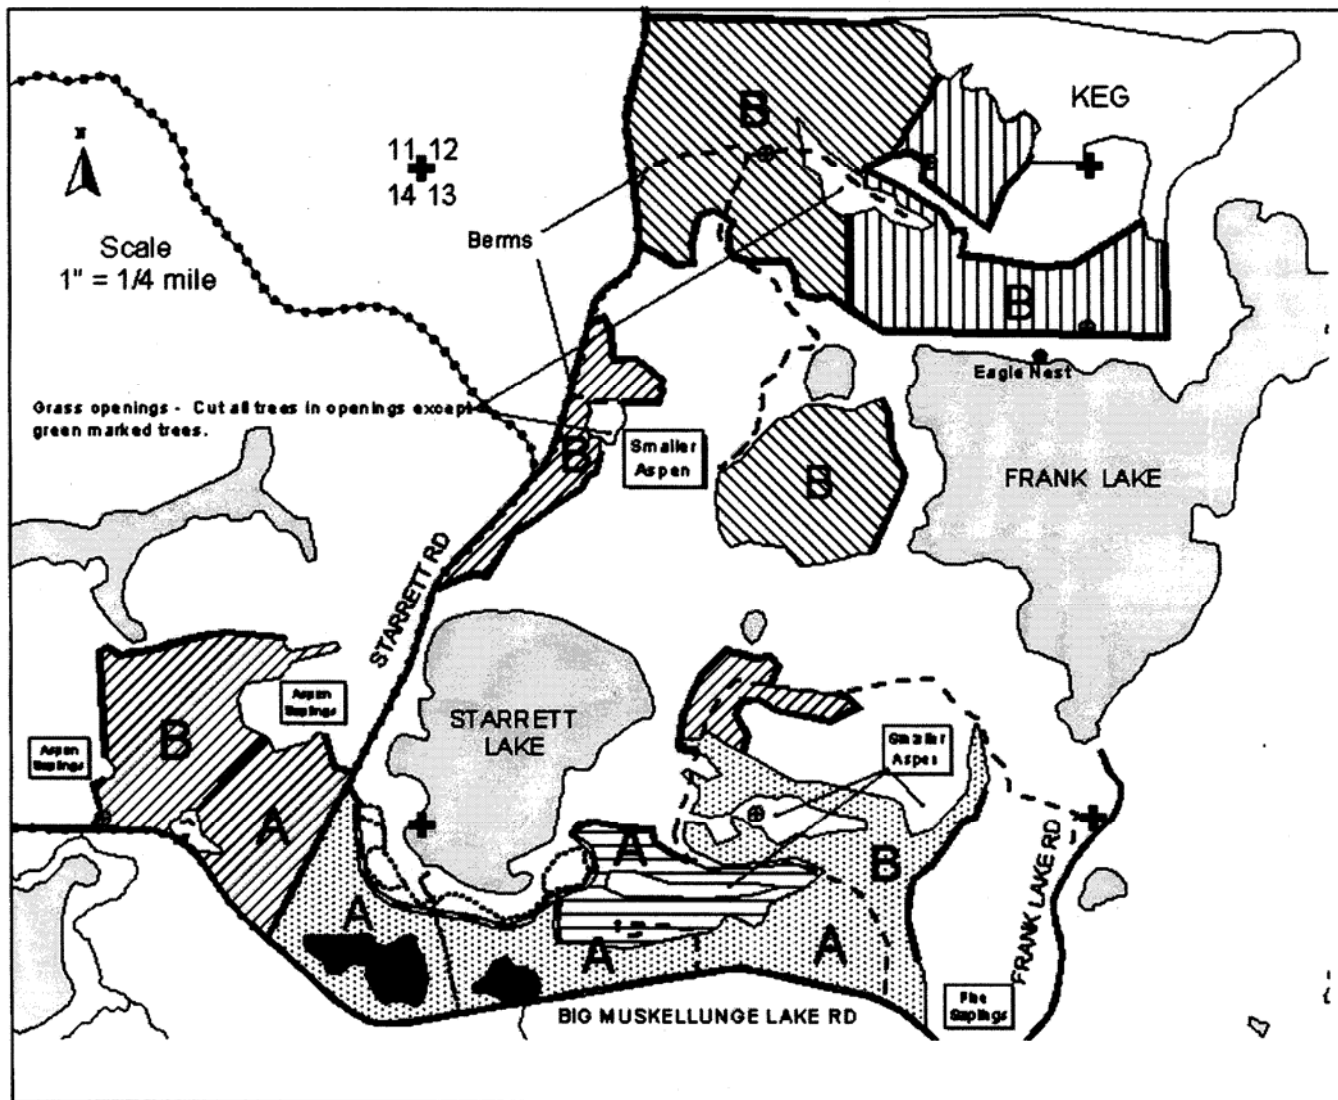 KEG
B
11 12
14 13
N
Berms
Scale
1" = 1/4 mile
B
Eagle Nest
Grass openings - Cut all trees in openings except
green marked trees.
Smaller
Aspen
B
B
FRANK LAKE
STARRETT RD
Aspen
Saplings
STARRETT
LAKE
Smaller
Aspen
Aspen
Saplings
B
A
A
B
FRANK LAKE RD
A
A
A
Pine
Saplings
BIG MUSKELLUNGE LAKE RD